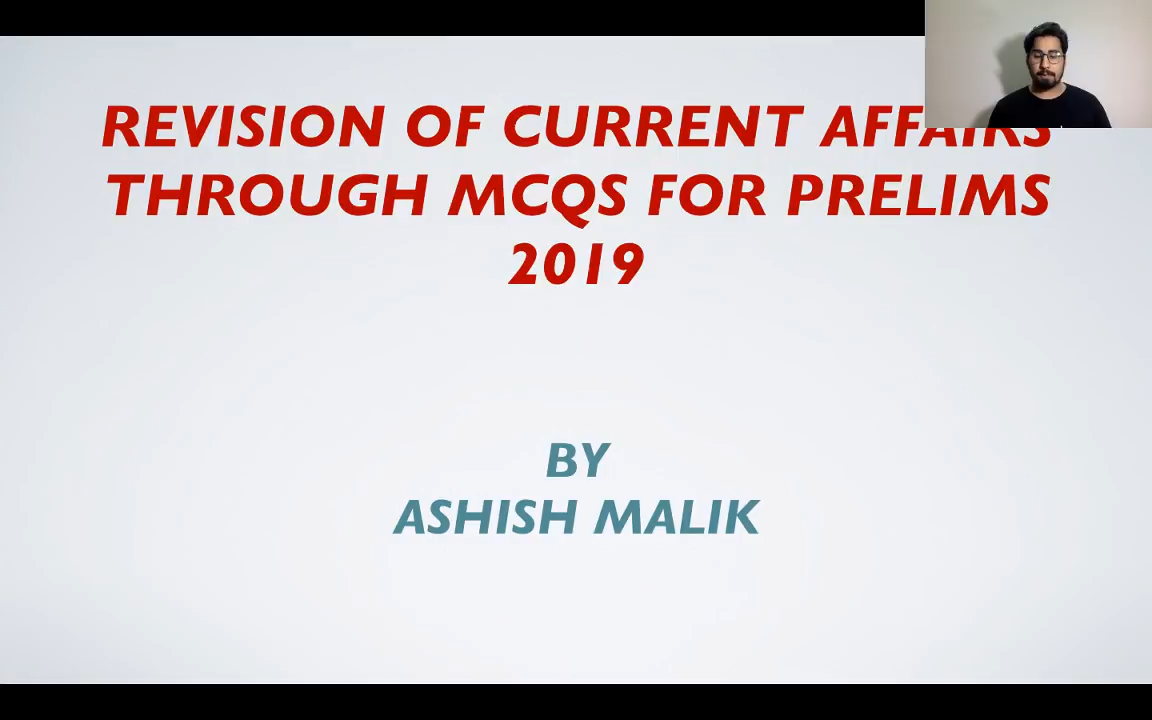 REVISION OF CURRENT AFFAIRS
THROUGH MCQS FOR PRELIMS
2019
BY
ASHISH MALIK